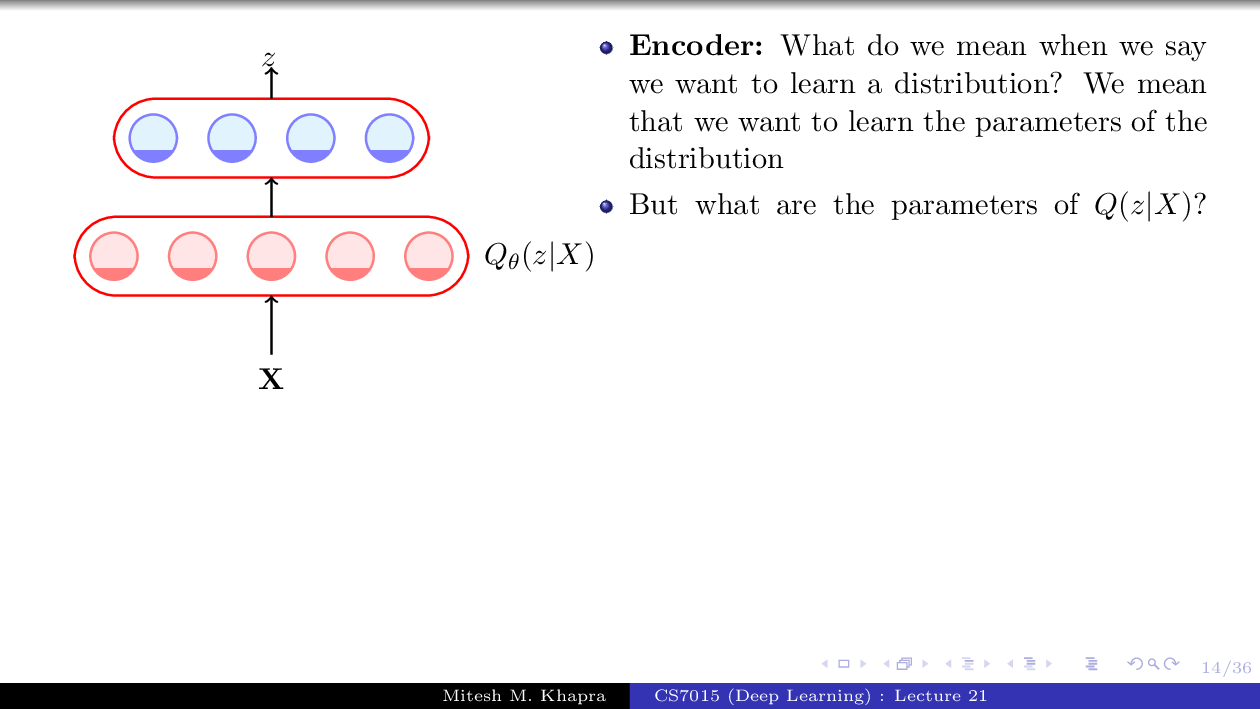 z
Q_θ(z|X)
X
Encoder: What do we mean when we say
we want to learn a distribution? We mean
that we want to learn the parameters of the
distribution
But what are the parameters of Q(z|X)?
14/36
Mitesh M. Khapra
CS7015 (Deep Learning) : Lecture 21